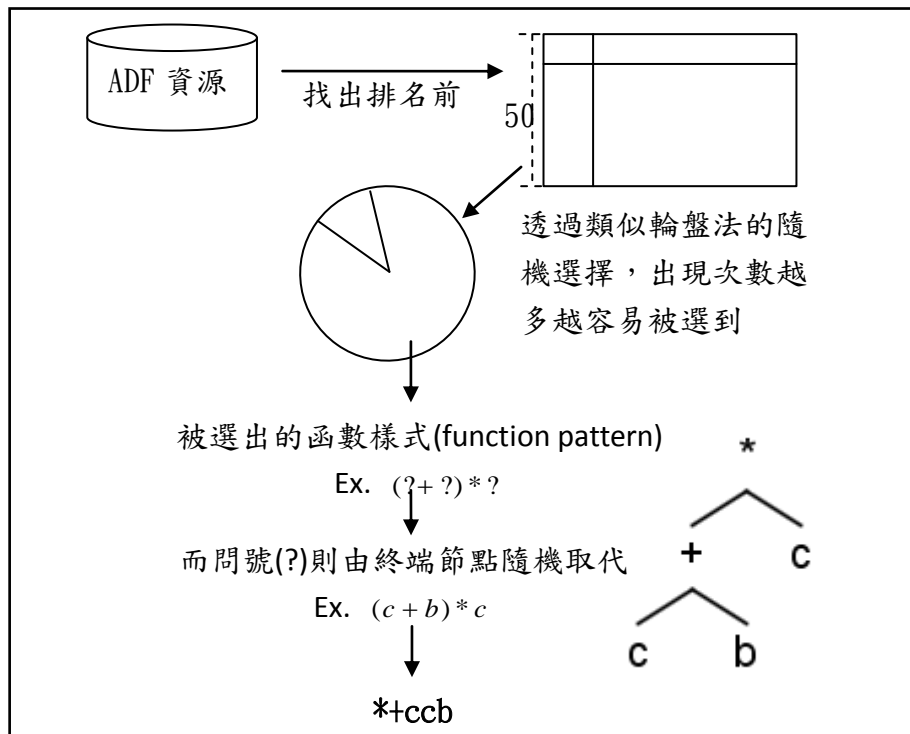 ADF 資源
找出排名前
50
透過類似輪盤法的隨
機選擇，出現次數越
多越容易被選到
被選出的函數樣式(function pattern)
Ex. (?+ ?) * ?
而問號(?)則由終端節點隨機取代
Ex. (c + b) * c
*+ccb
*
+ c
c b